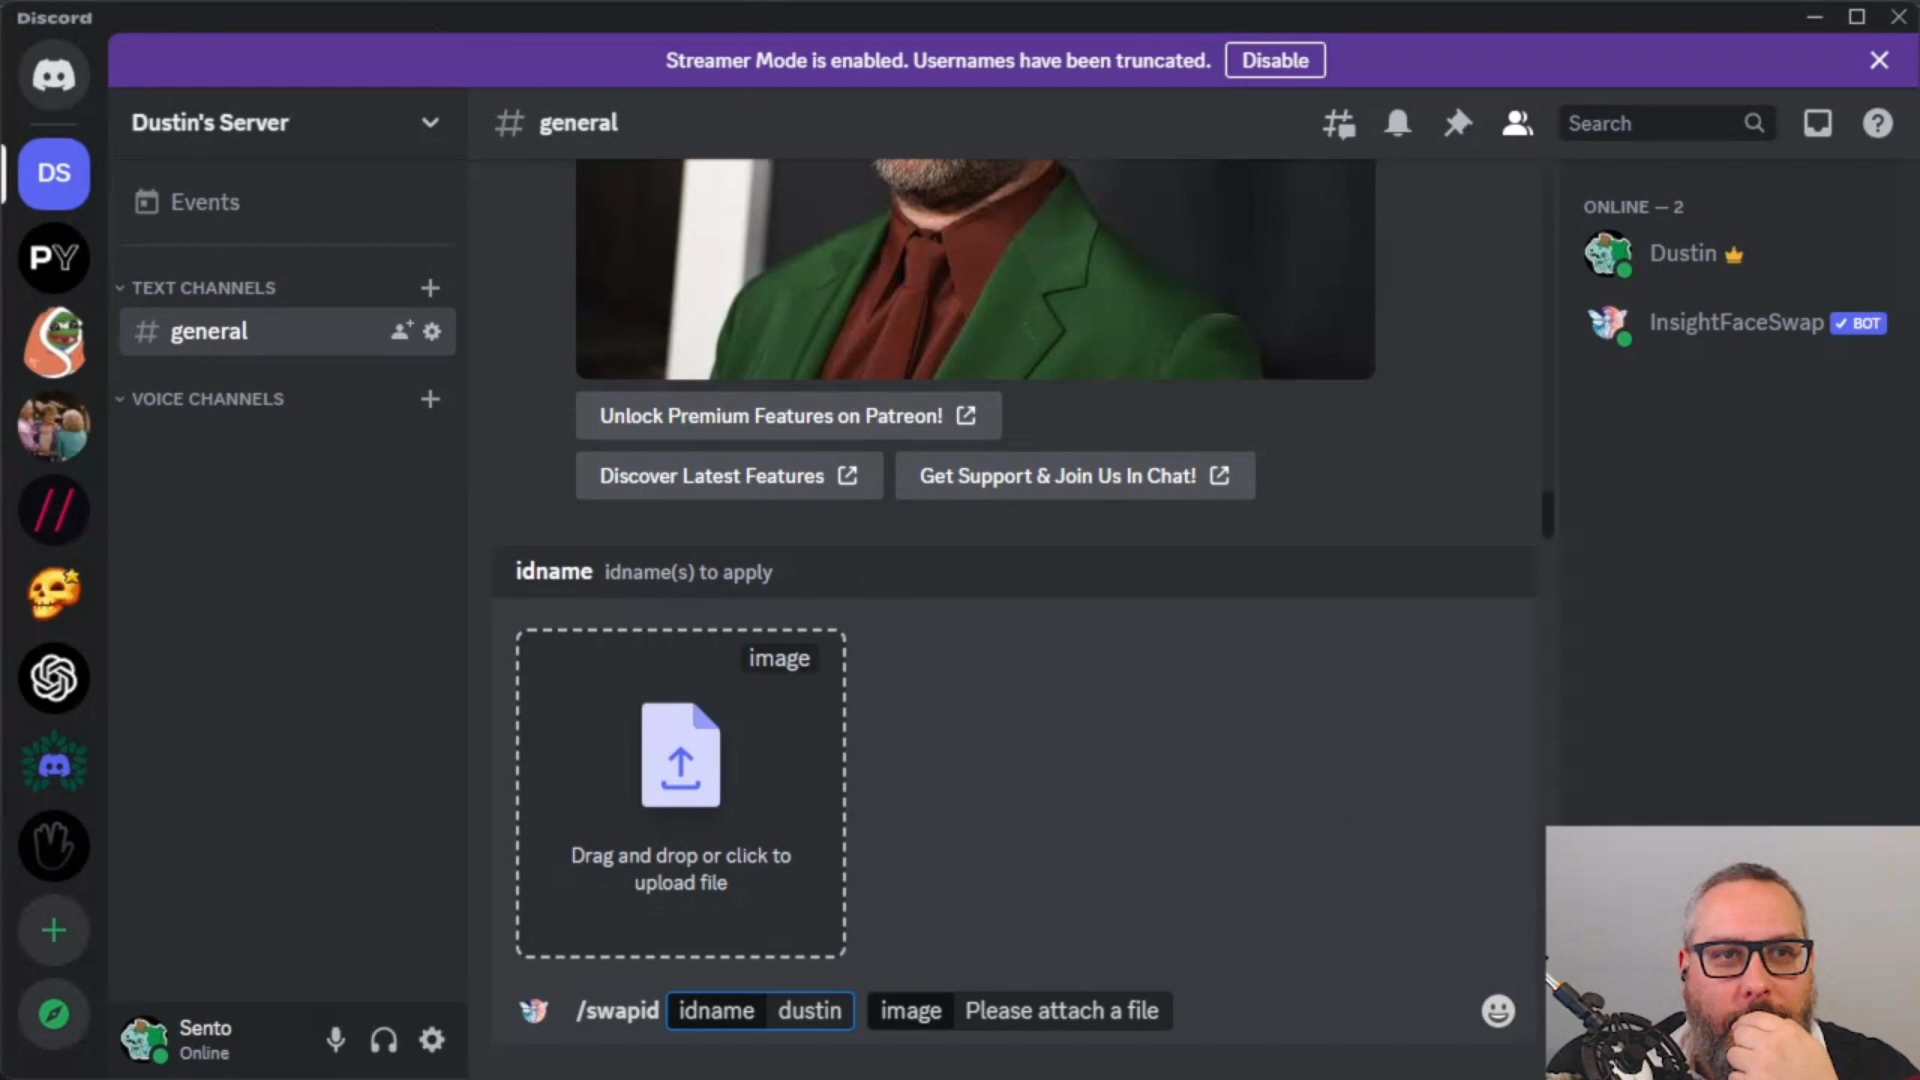 Discord
Streamer Mode is enabled. Usernames have been truncated.
Disable
DS
PY
Dustin's Server
general
Search
Events
TEXT CHANNELS
general
VOICE CHANNELS
ONLINE — 2
Dustin
InsightFaceSwap
BOT
Unlock Premium Features on Patreon!
Discover Latest Features
Get Support & Join Us In Chat!
idname idname(s) to apply
image
Drag and drop or click to
upload file
/swapid idname dustin image Please attach a file
Sento
Online